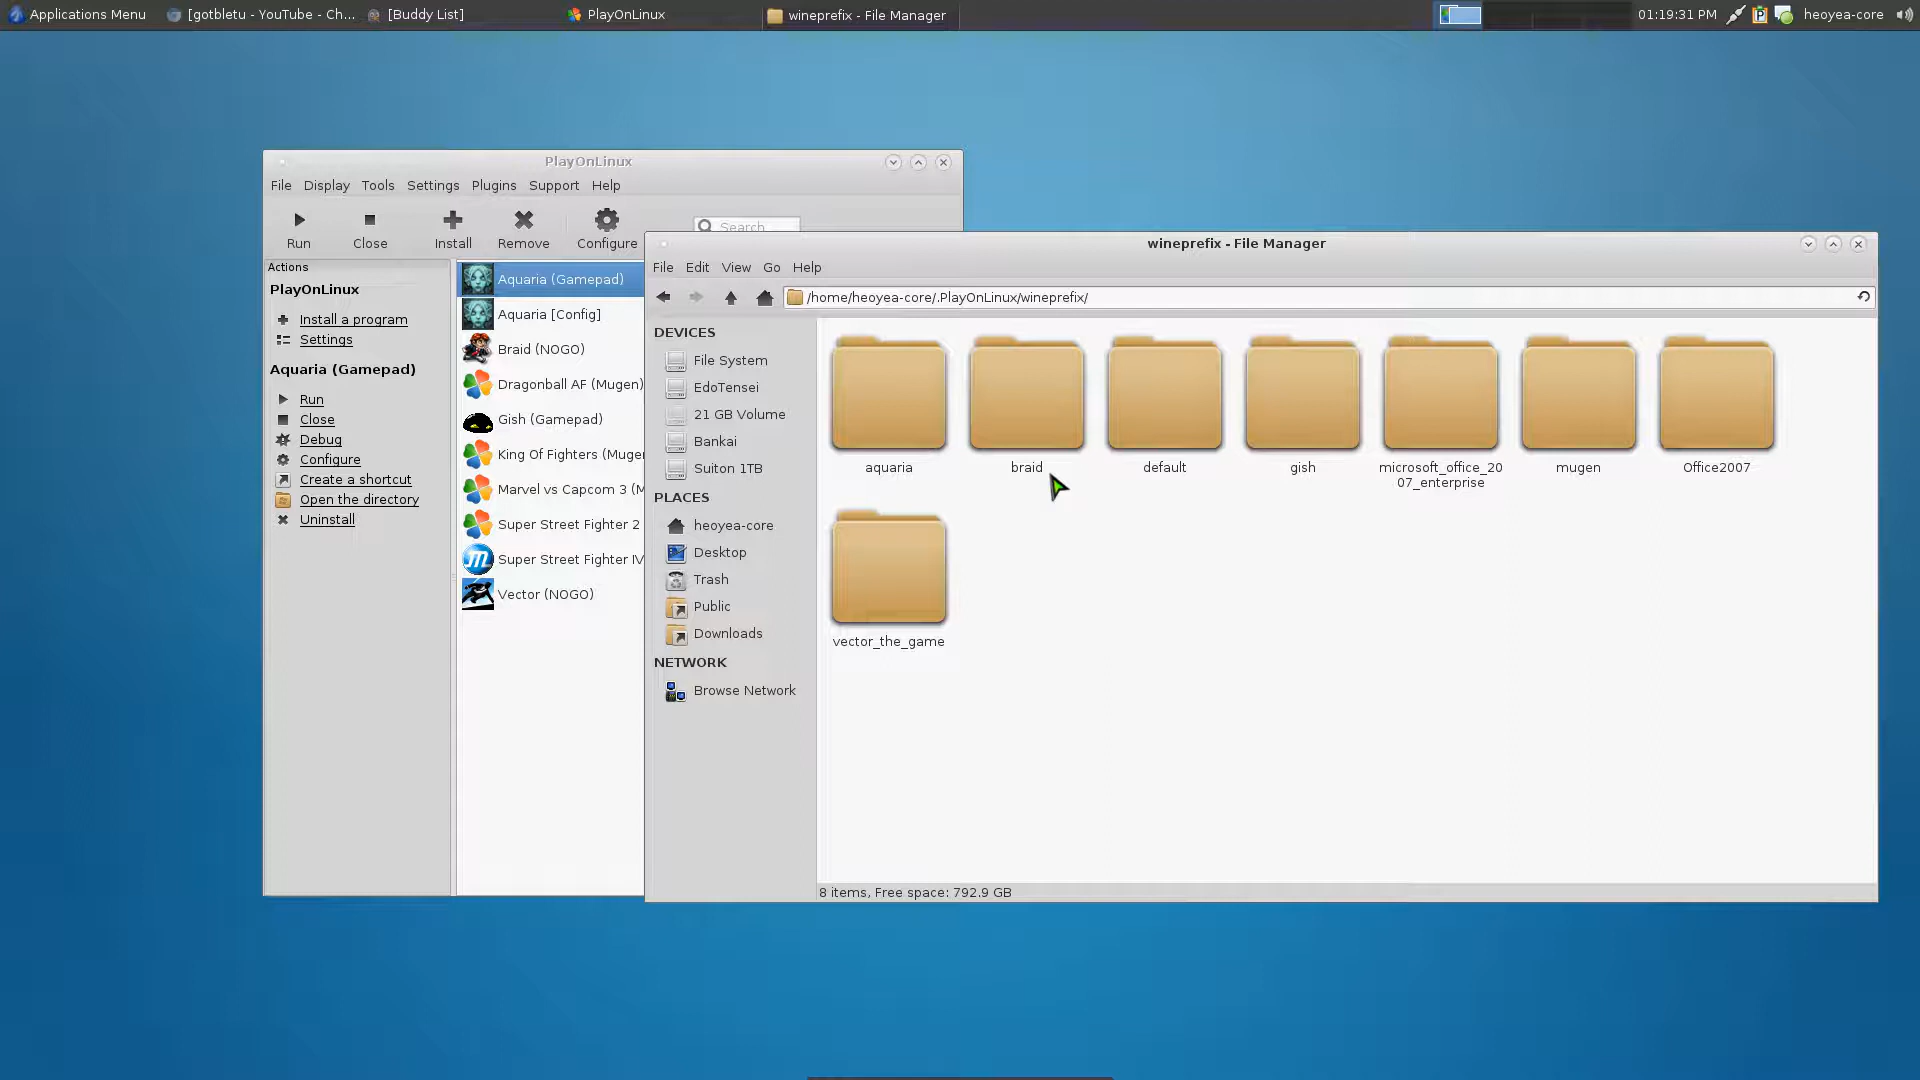 Applications Menu
[gotbletu - YouTube - Ch...
[Buddy List]
PlayOnLinux
wineprefix - File Manager
01:19:31 PM
heoyea-core
PlayOnLinux
File Display Tools Settings Plugins Support Help
Run Close Install Remove Configure
Search
Actions
PlayOnLinux
Install a program
Settings
Aquaria (Gamepad)
Run
Close
Debug
Configure
Create a shortcut
Open the directory
Uninstall
Aquaria (Gamepad)
Aquaria [Config]
Braid (NOGO)
Dragonball AF (Mugen)
Gish (Gamepad)
King Of Fighters (Muger
Marvel vs Capcom 3 (M
Super Street Fighter 2
Super Street Fighter IV
Vector (NOGO)
wineprefix - File Manager
File Edit View Go Help
/home/heoyea-core/.PlayOnLinux/wineprefix/
DEVICES
File System
EdoTensei
21 GB Volume
Bankai
Suiton 1TB
PLACES
heoyea-core
Desktop
Trash
Public
Downloads
NETWORK
Browse Network
aquaria
braid
default
gish
microsoft_office_20
07_enterprise
mugen
Office2007
vector_the_game
8 items, Free space: 792.9 GB